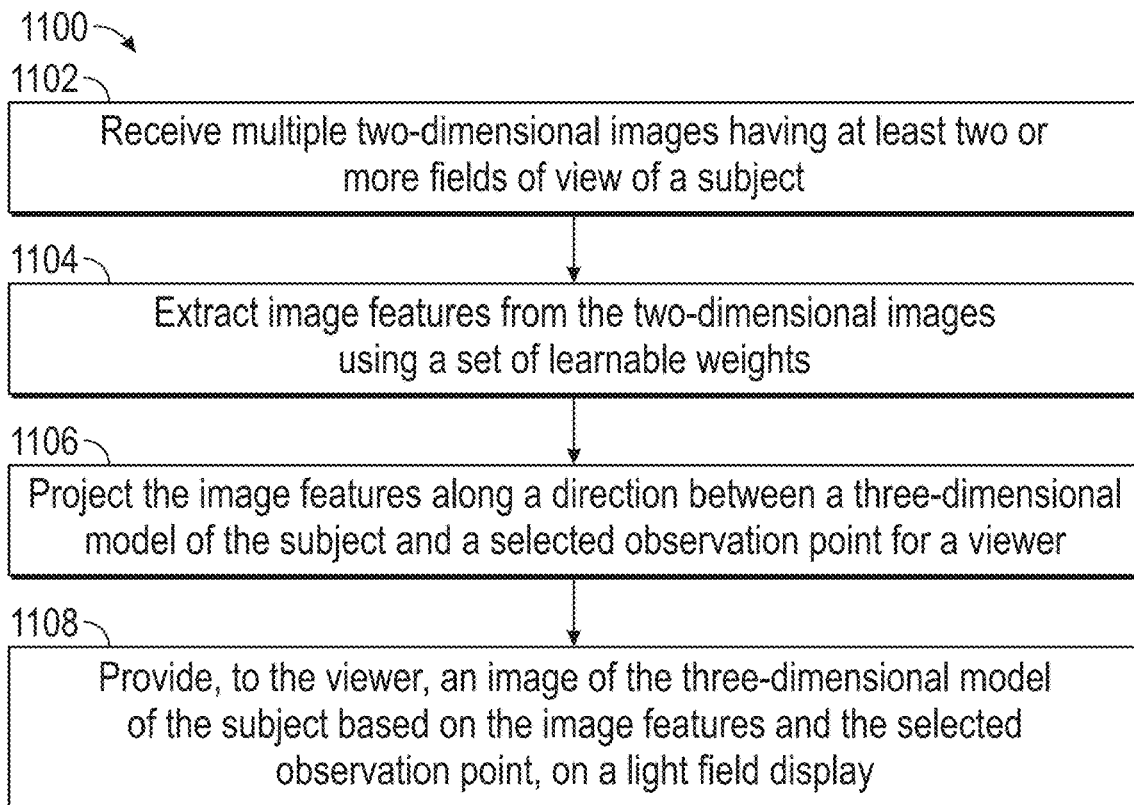 1100
1102
Receive multiple two-dimensional images having at least two or
more fields of view of a subject
1104
Extract image features from the two-dimensional images
using a set of learnable weights
1106
Project the image features along a direction between a three-dimensional
model of the subject and a selected observation point for a viewer
1108
Provide, to the viewer, an image of the three-dimensional model
of the subject based on the image features and the selected
observation point, on a light field display